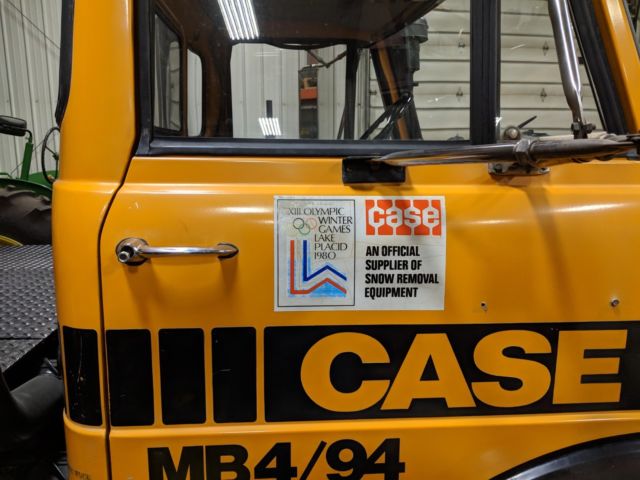 XIII OLYMPIC
WINTER
GAMES
LAKE
PLACID
1980
case
AN OFFICIAL
SUPPLIER OF
SNOW REMOVAL
EQUIPMENT
CASE
MB4/94